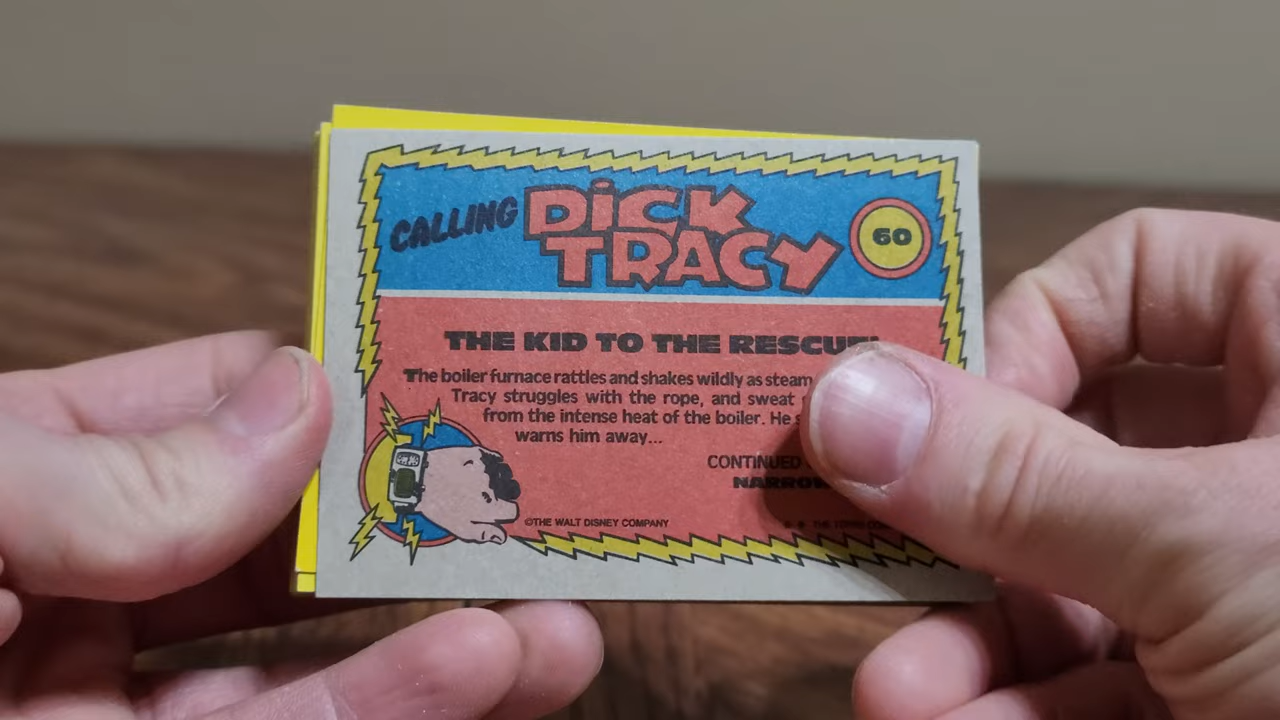 CALLING DICK TRACY
60
THE KID TO THE RESCUE!
The boiler furnace rattles and shakes wildly as steam
Tracy struggles with the rope, and sweat
from the intense heat of the boiler. He
warns him away...
CONTINUED
©THE WALT DISNEY COMPANY